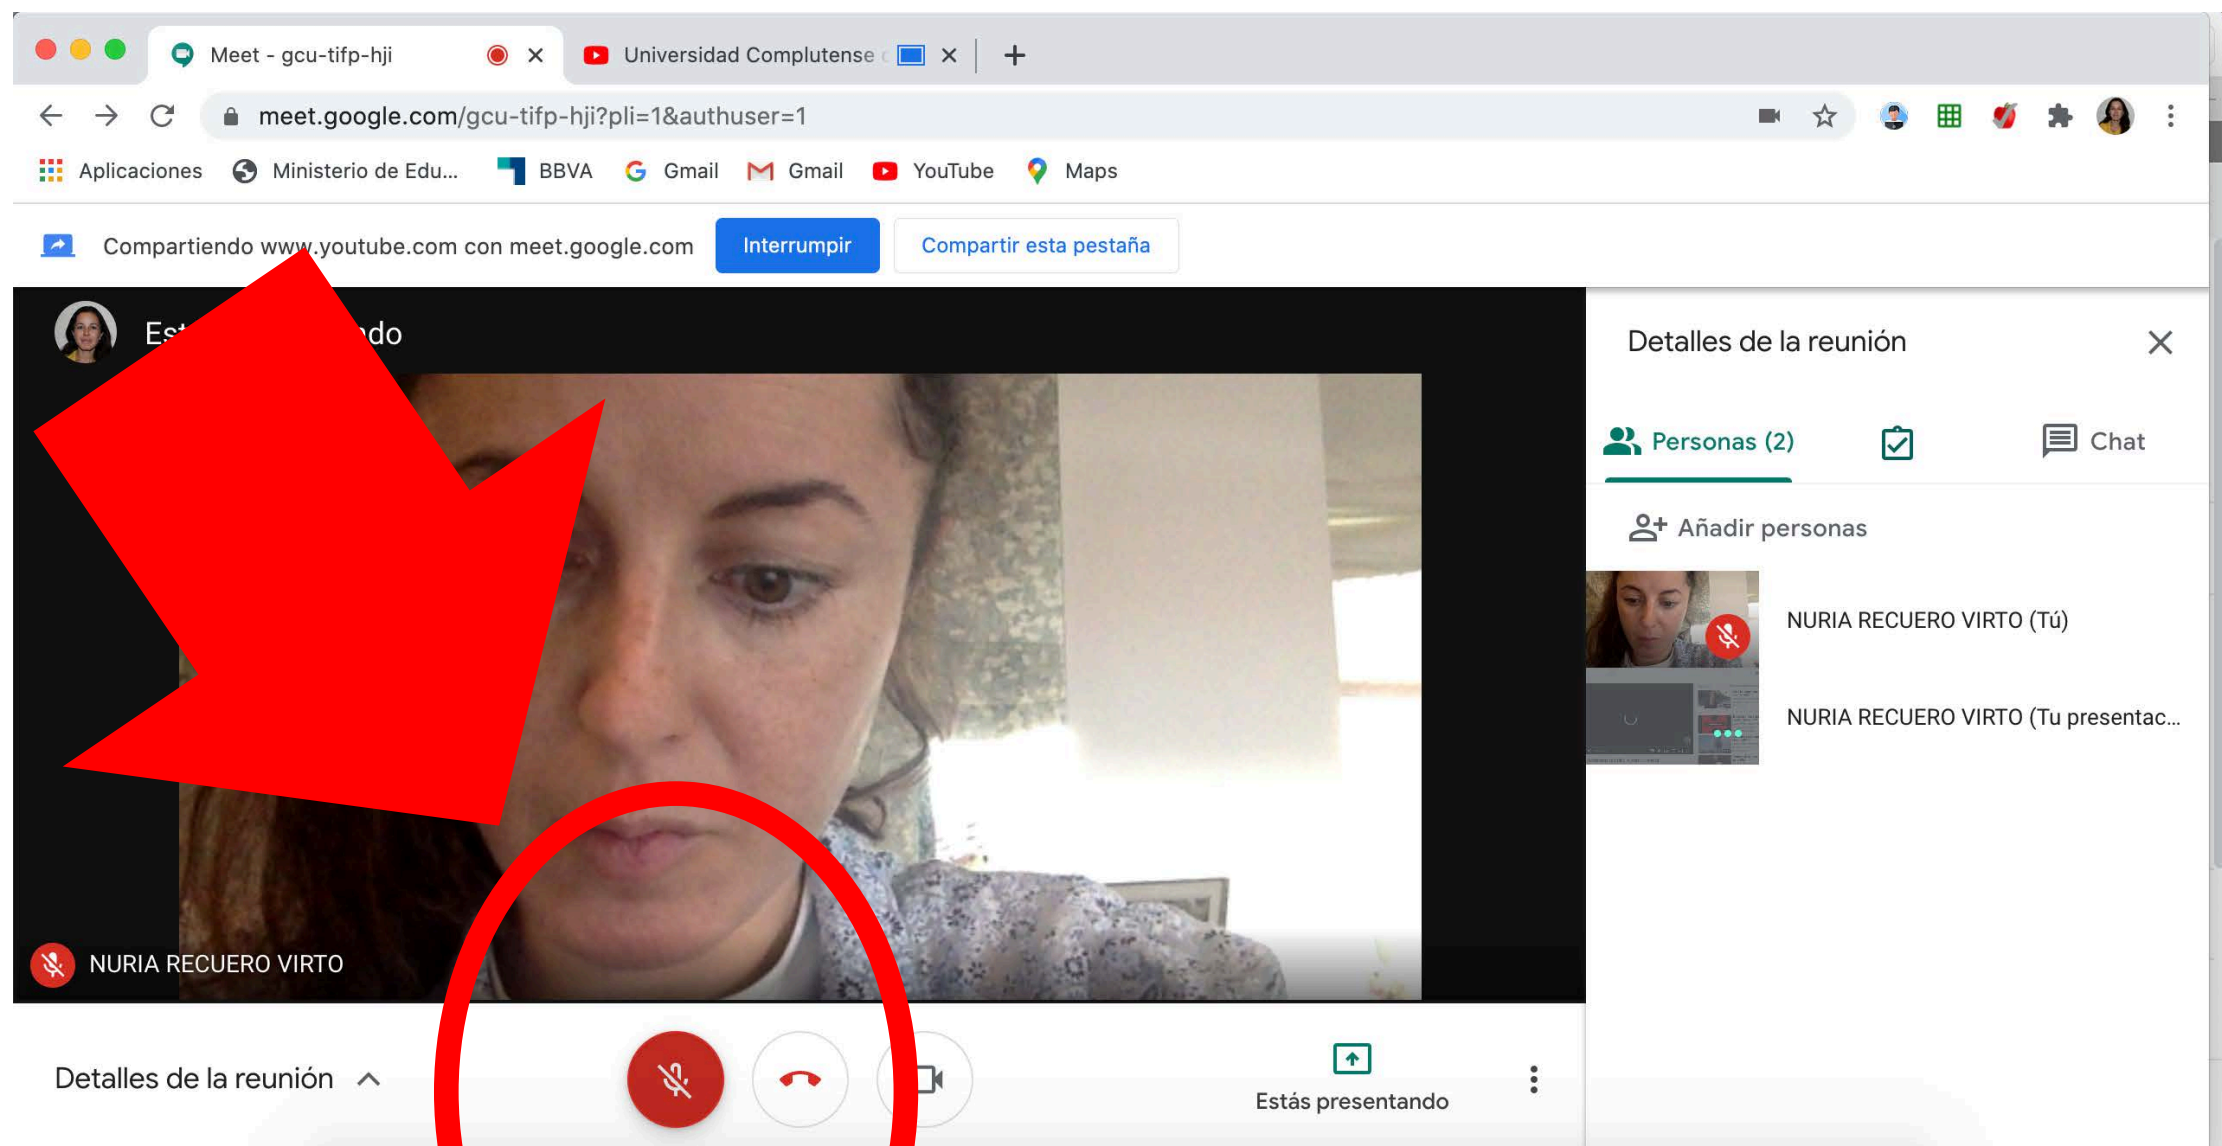 Meet - gcu-tifp-hji
Universidad Complutense
meet.google.com/gcu-tifp-hji?pli=1&authuser=1
Aplicaciones Ministerio de Edu... BBVA Gmail Gmail YouTube Maps
Compartiendo www.youtube.com con meet.google.com Interrumpir Compartir esta pestaña
Detalles de la reunión
Personas (2) Chat
Añadir personas
NURIA RECUERO VIRTO (Tú)
NURIA RECUERO VIRTO (Tu presentac...
NURIA RECUERO VIRTO
Detalles de la reunión
Estás presentando